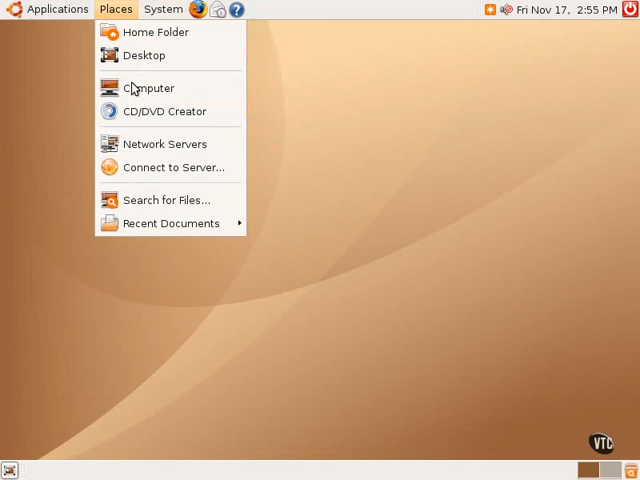 Applications Places System Fri Nov 17, 2:55 PM
Home Folder
Desktop
Computer
CD/DVD Creator
Network Servers
Connect to Server...
Search for Files...
Recent Documents
VTC